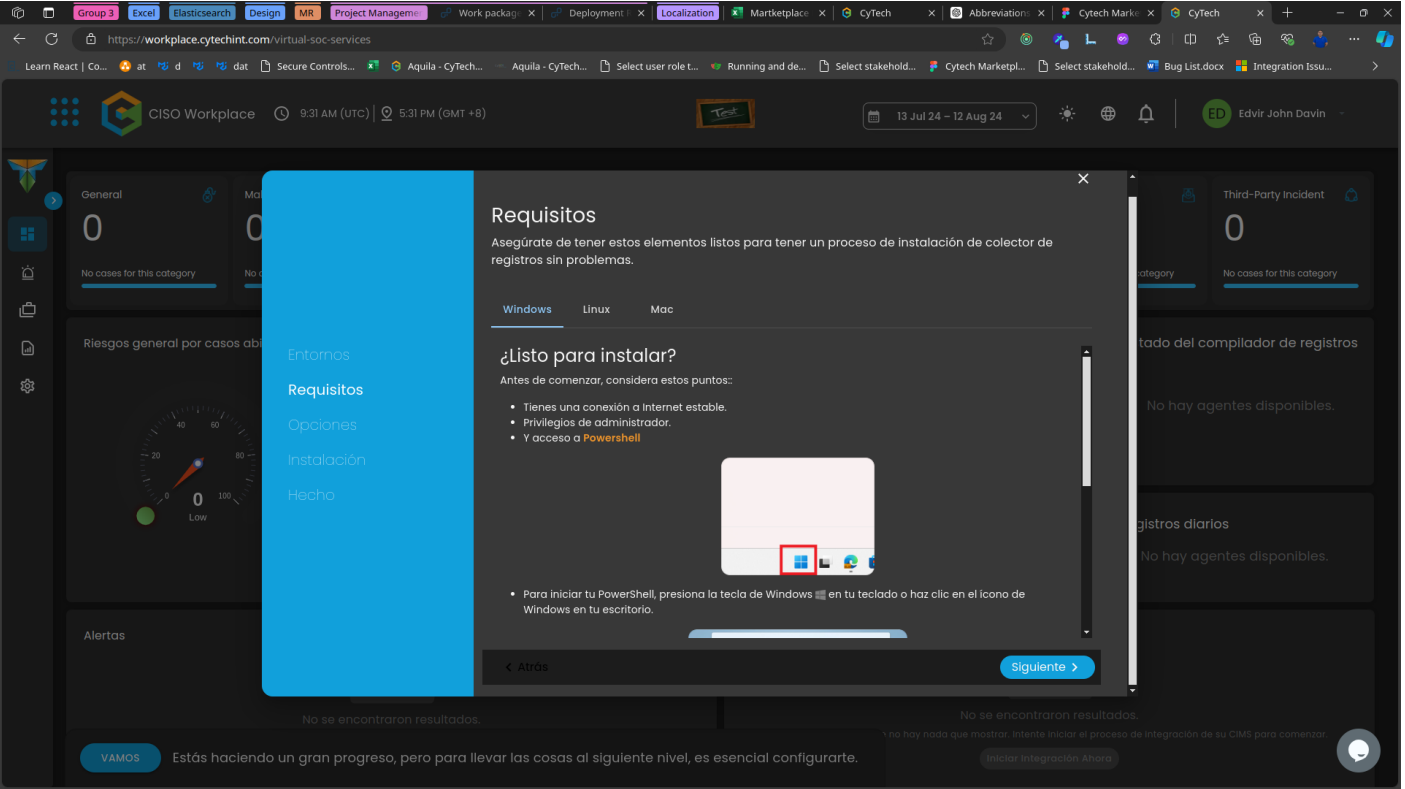 Group 3 Excel Elasticsearch Design MR Project Manageme Work package Deployment Localization Martketplace CyTech Abbreviations Cytech Marke CyTech
https://workplace.cytechint.com/virtual-soc-services
Learn React | Co... at d dat Secure Controls... Aquila - CyTech... Aquila - CyTech... Select user role t... Running and de... Select stakehold... Cytech Marketpl... Select stakehold... Bug List.docx Integration Issu...
CISO Workplace 9:31 AM (UTC) 5:31 PM (GMT +8) Test 13 Jul 24 – 12 Aug 24 ED Edvir John Davin
General
0
No cases for this category
Mal
0
No c
ategory
Third-Party Incident
0
No cases for this category
Riesgos general por casos abi
0 20 40 60 80 100
0
Low
Entornos
Requisitos
Opciones
Instalación
Hecho
Requisitos
Asegúrate de tener estos elementos listos para tener un proceso de instalación de colector de
registros sin problemas.
Windows Linux Mac
¿Listo para instalar?
Antes de comenzar, considera estos puntos::
Tienes una conexión a Internet estable.
Privilegios de administrador.
Y acceso a Powershell
Para iniciar tu PowerShell, presiona la tecla de Windows en tu teclado o haz clic en el icono de
Windows en tu escritorio.
Atrás
Siguiente
tado del compilador de registros
No hay agentes disponibles.
gistros diarios
No hay agentes disponibles.
Alertas
No se encontraron resultados.
No se encontraron resultados.
no hay nada que mostrar. Intente iniciar el proceso de integración de su CIMS para comenzar.
Iniciar Integración Ahora
VAMOS
Estás haciendo un gran progreso, pero para llevar las cosas al siguiente nivel, es esencial configurarte.